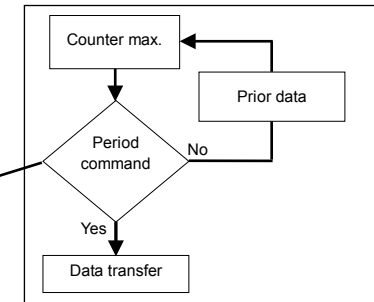 Counter max.
Prior data
Period
command
No
Yes
Data transfer